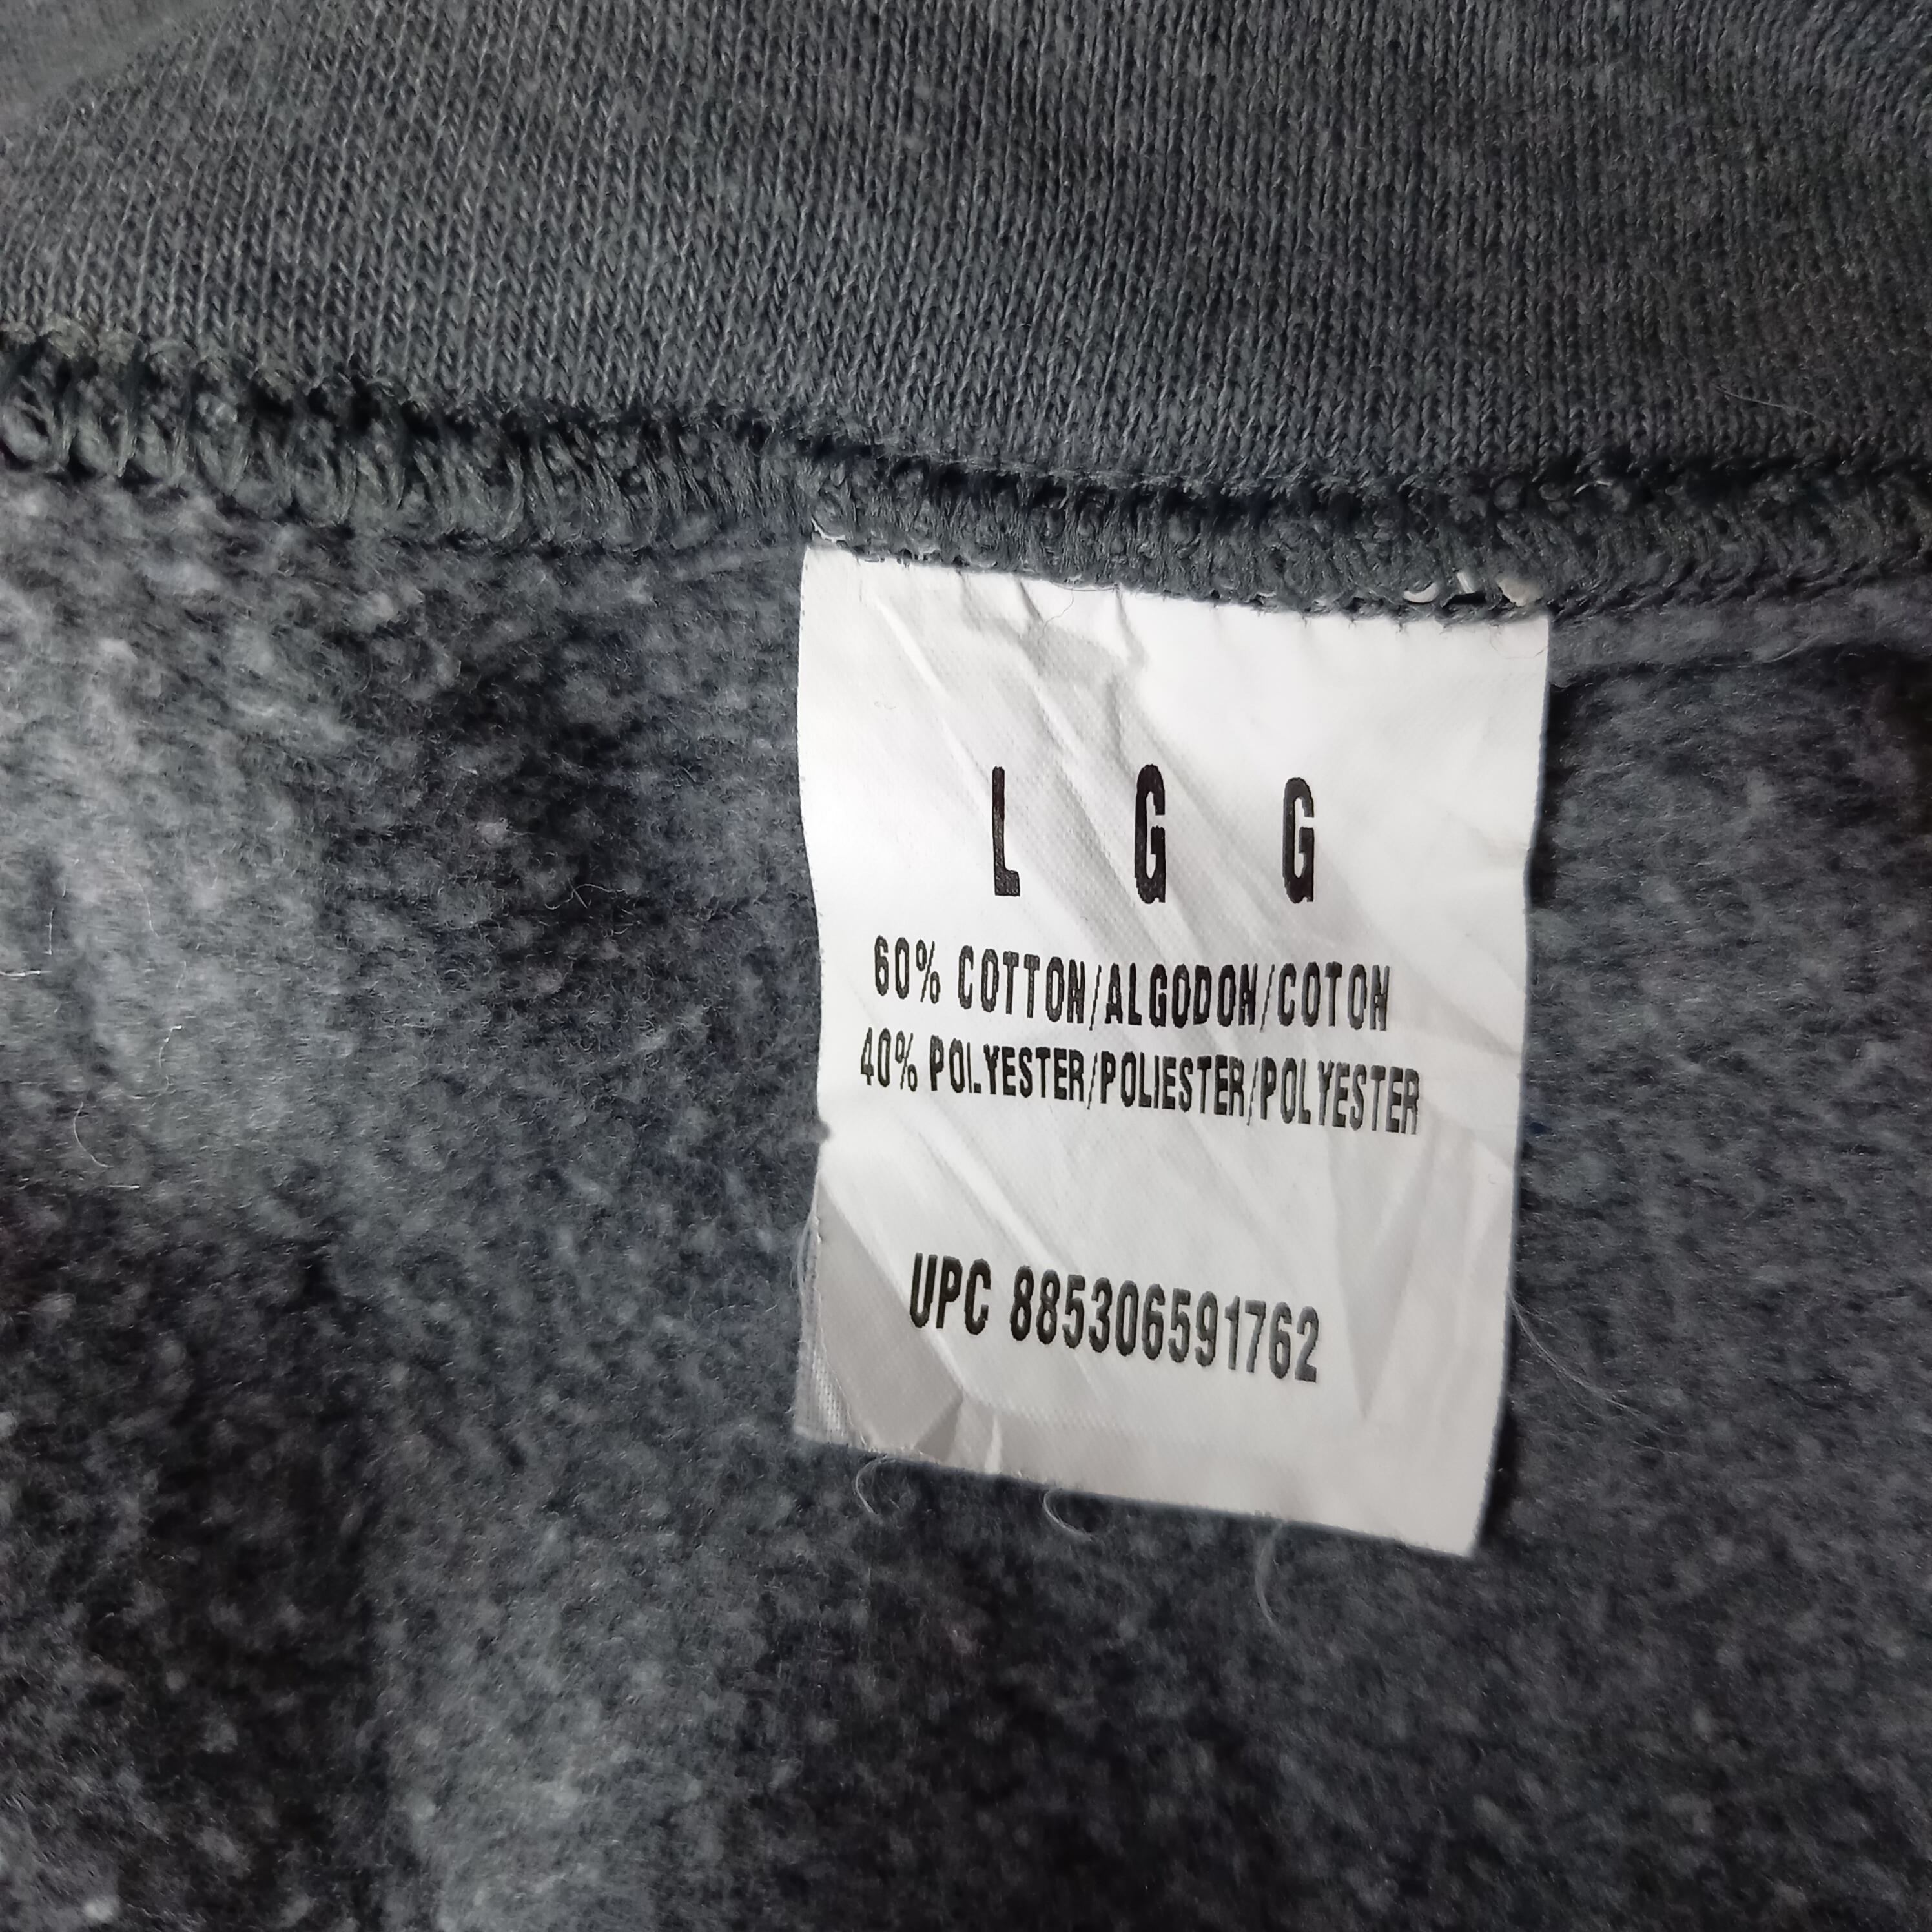 L G G
60% COTTON/ALGODON/COTON
40% POLYESTER/POLIESTER/POLYESTER
UPC 885306591762